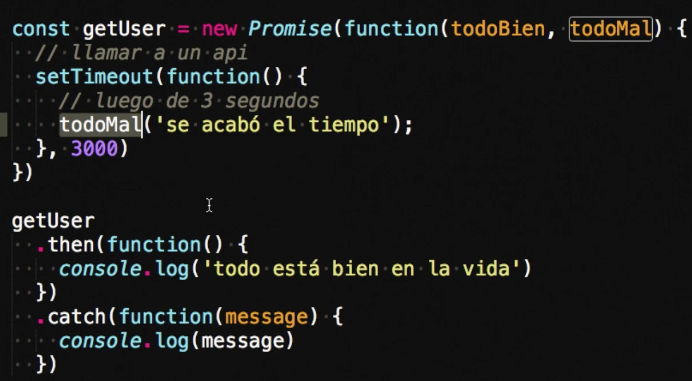 const getUser = new Promise(function(todoBien, todoMal) {
  // llamar a un api
  setTimeout(function() {
    // luego de 3 segundos
    todoMal('se acabó el tiempo');
  }, 3000)
})

getUser
  .then(function() {
    console.log('todo está bien en la vida')
  })
  .catch(function(message) {
    console.log(message)
  })